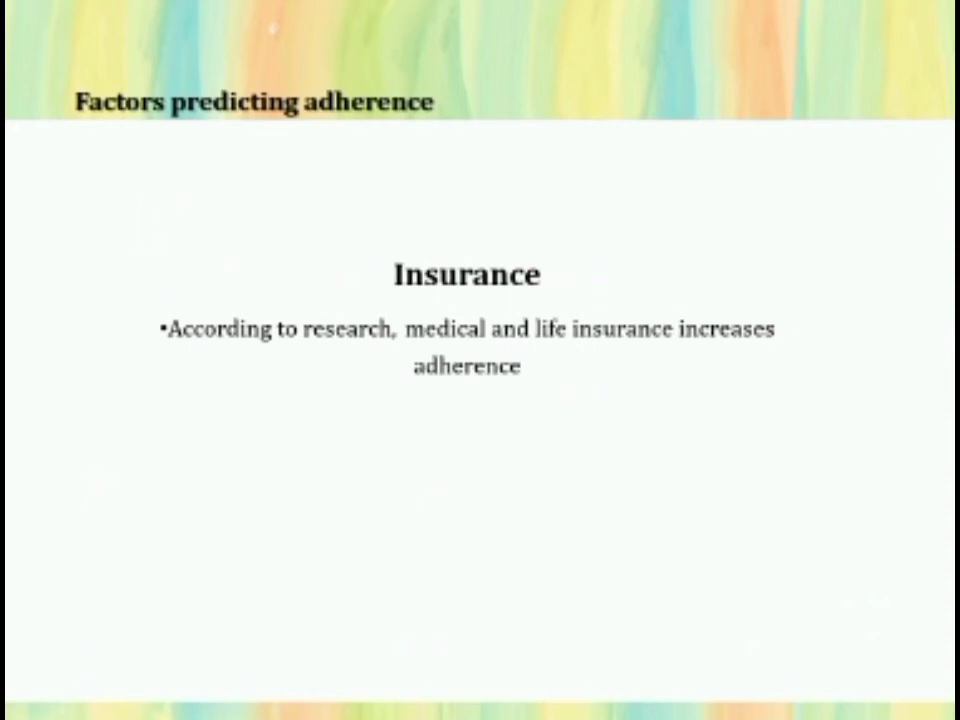 Factors predicting adherence
Insurance
•According to research, medical and life insurance increases
adherence